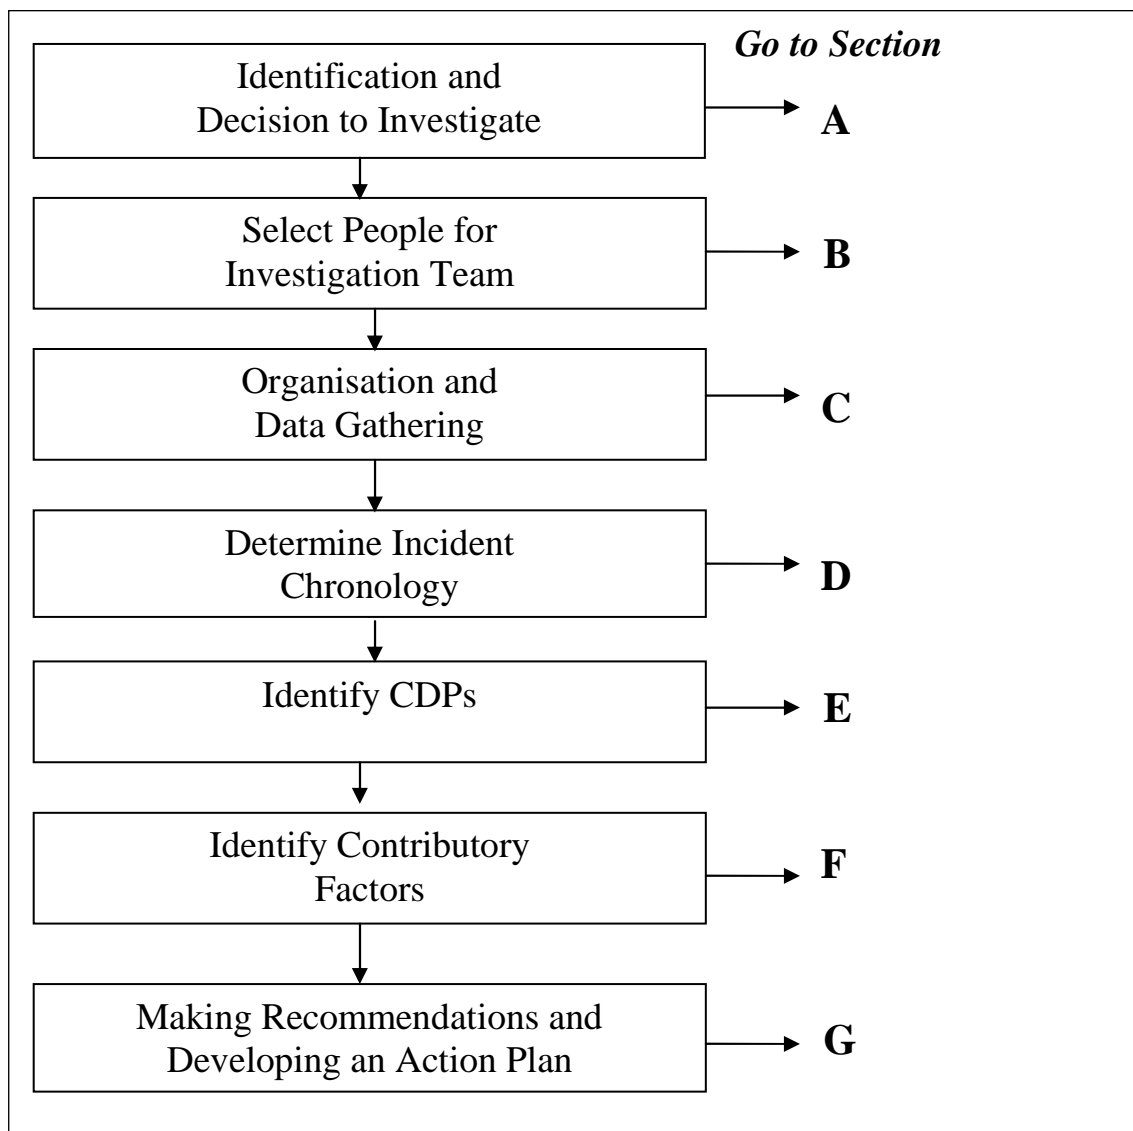 Go to Section
Identification and
Decision to Investigate
A
Select People for
Investigation Team
B
Organisation and
Data Gathering
C
Determine Incident
Chronology
D
Identify CDPs
E
Identify Contributory
Factors
F
Making Recommendations and
Developing an Action Plan
G